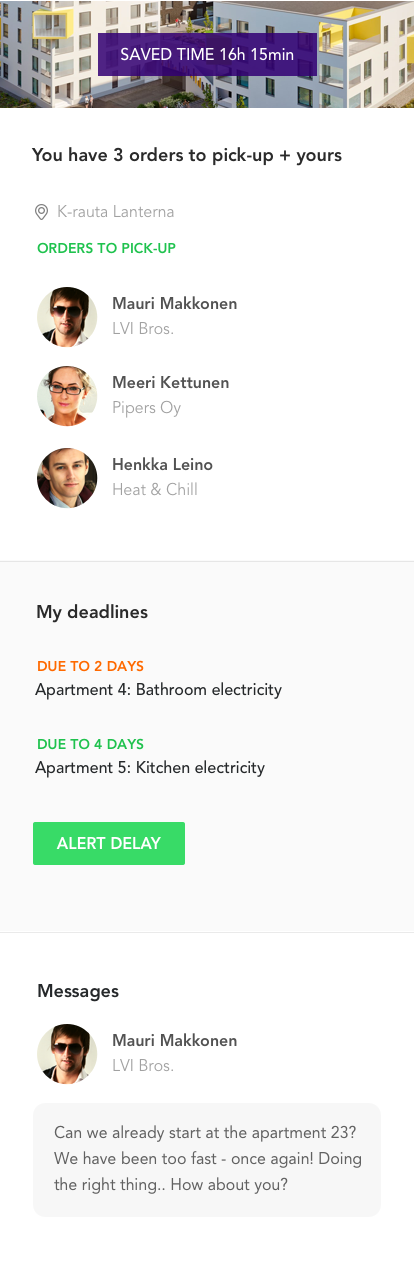 SAVED TIME 16h 15min
You have 3 orders to pick-up + yours
K-rauta Lanterna
ORDERS TO PICK-UP
Mauri Makkonen
LVI Bros.
Meeri Kettunen
Pipers Oy
Henkka Leino
Heat & Chill
My deadlines
DUE TO 2 DAYS
Apartment 4: Bathroom electricity
DUE TO 4 DAYS
Apartment 5: Kitchen electricity
ALERT DELAY
Messages
Mauri Makkonen
LVI Bros.
Can we already start at the apartment 23?
We have been too fast - once again! Doing
the right thing.. How about you?